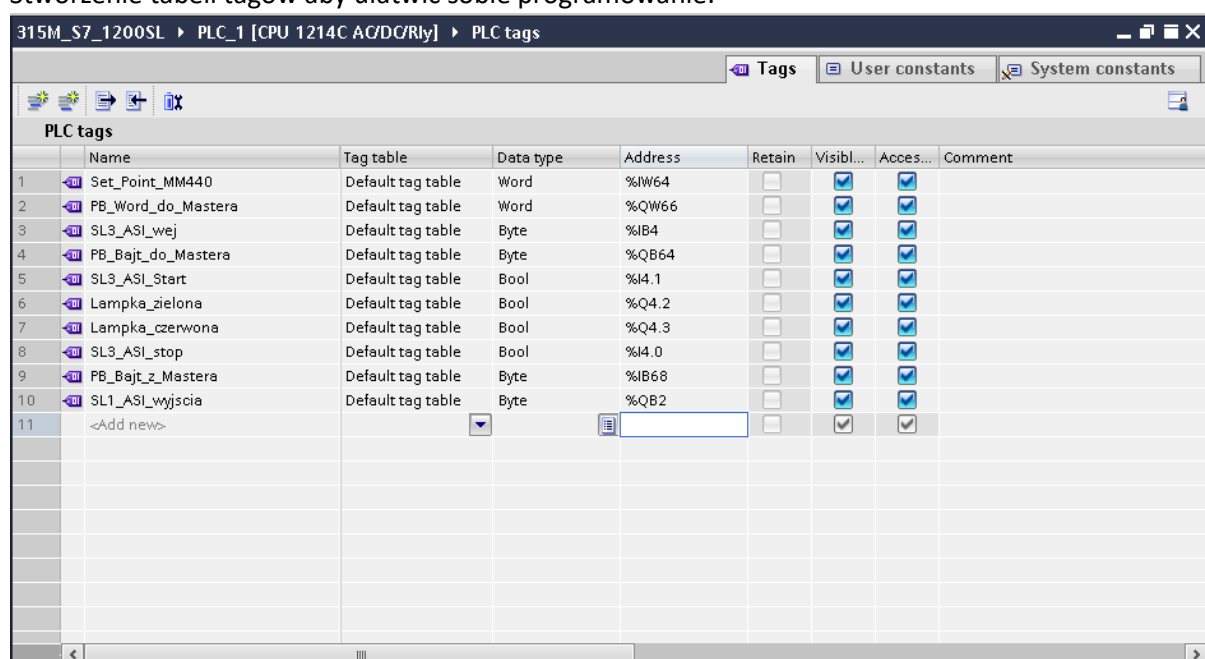 Stworzenie tabeli tagów aby ułatwić sobie programowanie.
315M_S7_1200SL ▸ PLC_1 [CPU 1214C AC/DC/Rly] ▸ PLC tags
Tags User constants System constants
PLC tags
Name Tag table Data type Address Retain Visibl... Acces... Comment
1 Set_Point_MM440 Default tag table Word %IW64
2 PB_Word_do_Mastera Default tag table Word %QW66
3 SL3_ASI_wej Default tag table Byte %IB4
4 PB_Bajt_do_Mastera Default tag table Byte %QB64
5 SL3_ASI_Start Default tag table Bool %I4.1
6 Lampka_zielona Default tag table Bool %Q4.2
7 Lampka_czerwona Default tag table Bool %Q4.3
8 SL3_ASI_stop Default tag table Bool %I4.0
9 PB_Bajt_z_Mastera Default tag table Byte %IB68
10 SL1_ASI_wyjscia Default tag table Byte %QB2
11 <Add new>